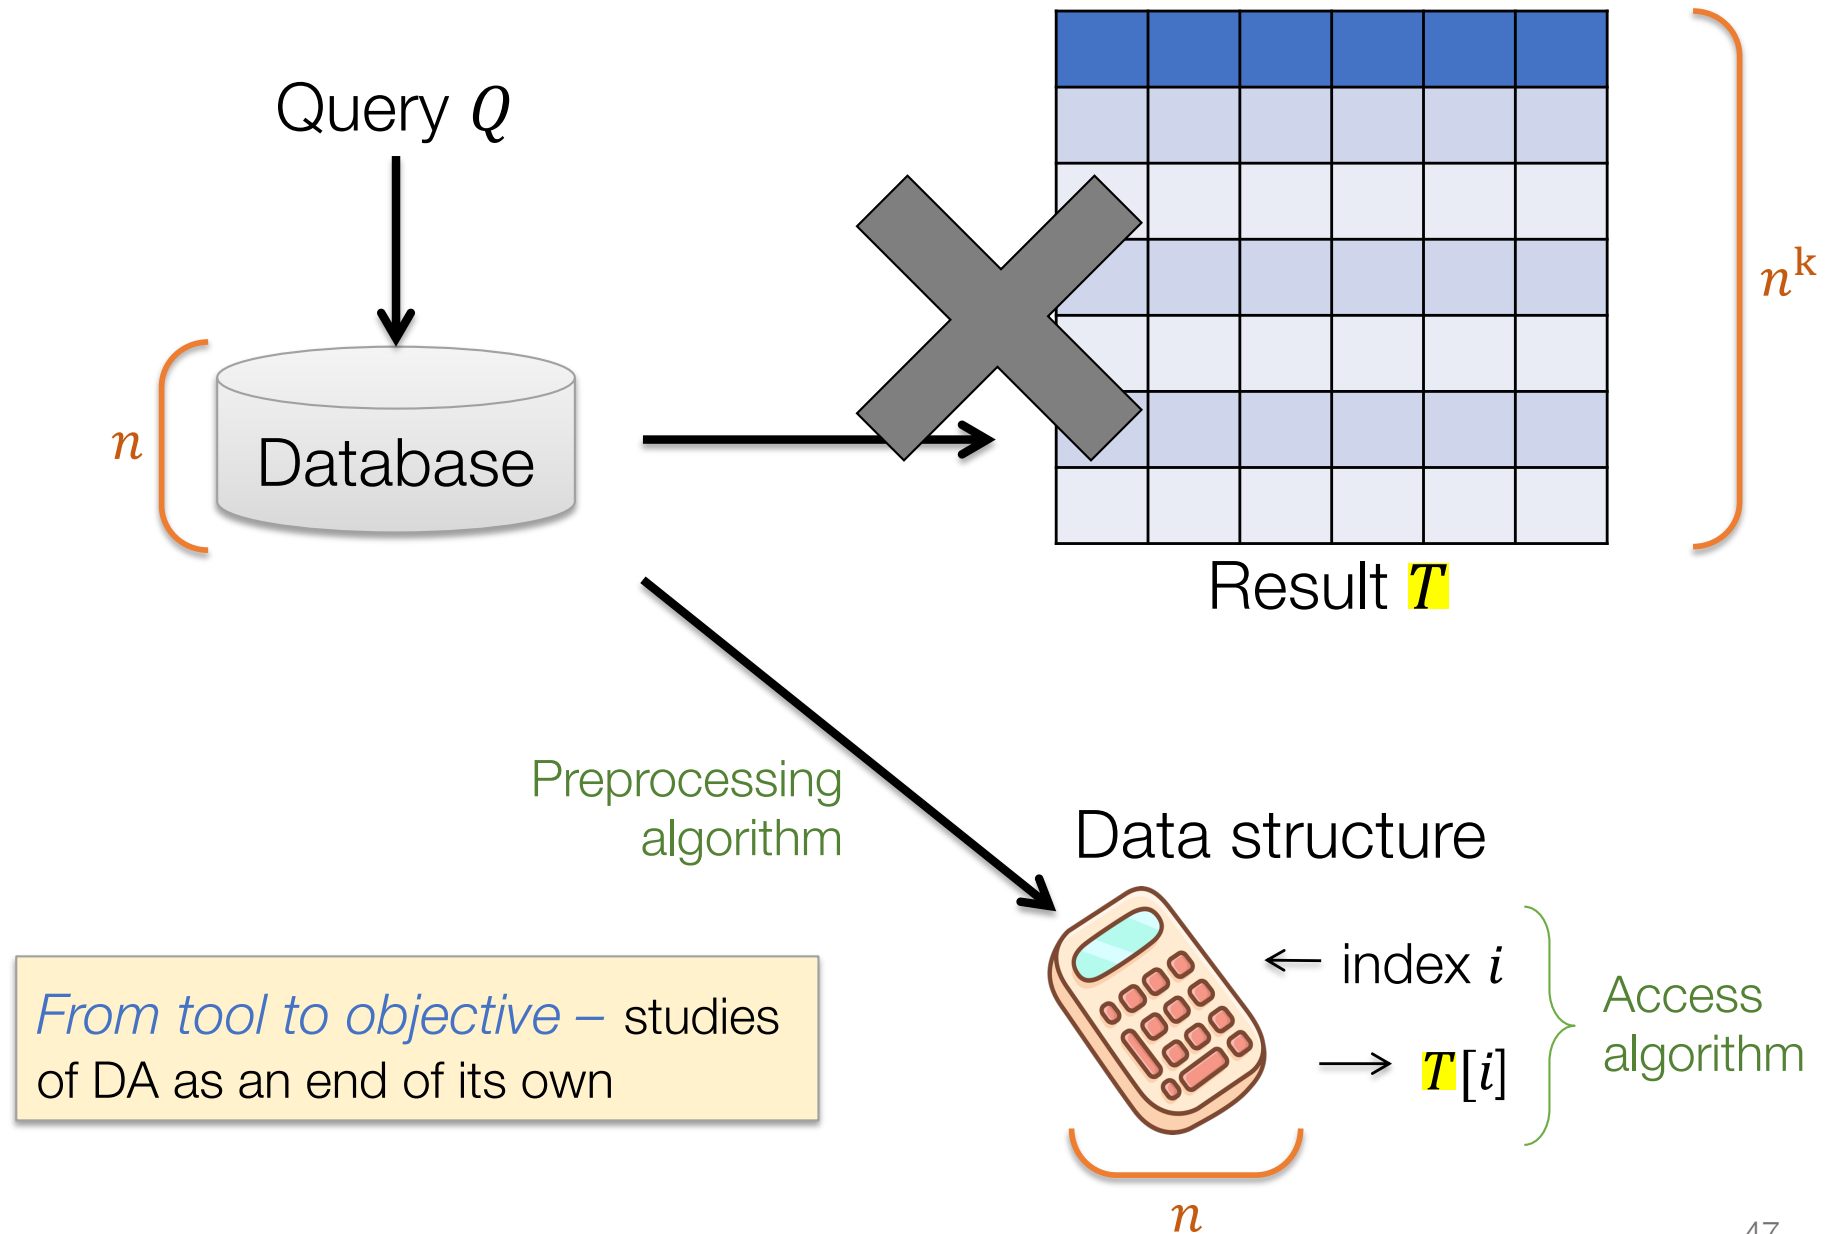 Query Q
n^k
n
Database
Result T
Preprocessing
algorithm
Data structure
← index i
→ T[i]
Access
algorithm
From tool to objective – studies
of DA as an end of its own
n
47